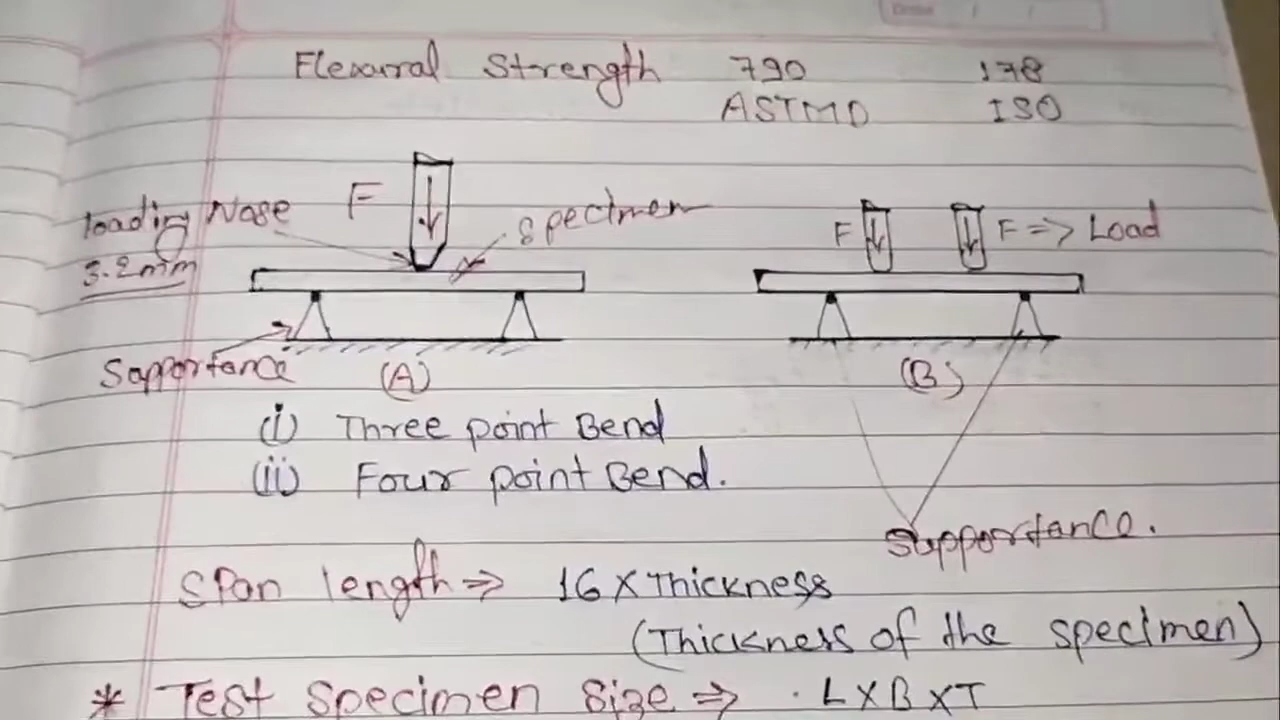 Flexural Strength 790 178
ASTMD ISO
loading Nose F specimen F F => Load
3.2mm
Sapportance (A) (B)
(i) Three point Bend
(ii) Four point Bend.
Supportance.
Span length => 16 X Thickness
(Thickness of the specimen)
* Test specimen Size => . L X B X T